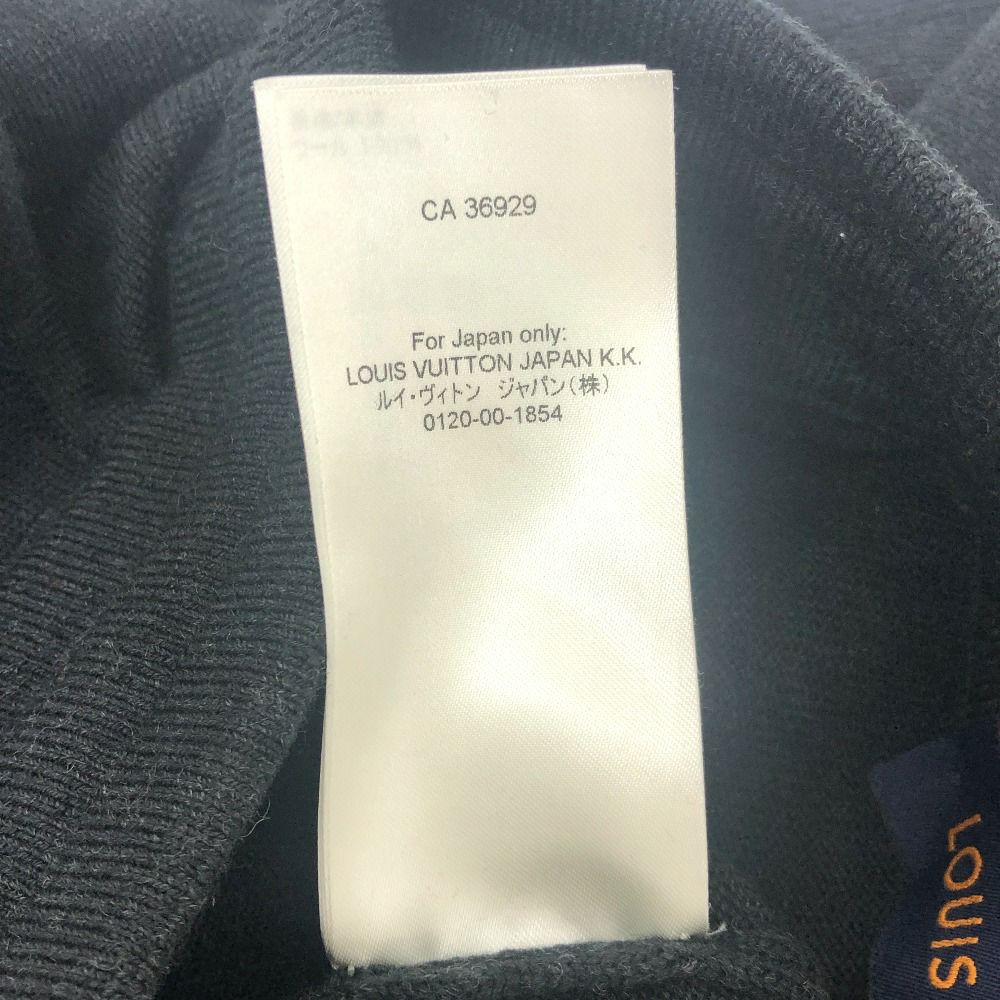 CA 36929
For Japan only:
LOUIS VUITTON JAPAN K.K.
ルイ・ヴィトン ジャパン(株)
0120-00-1854
LOUIS